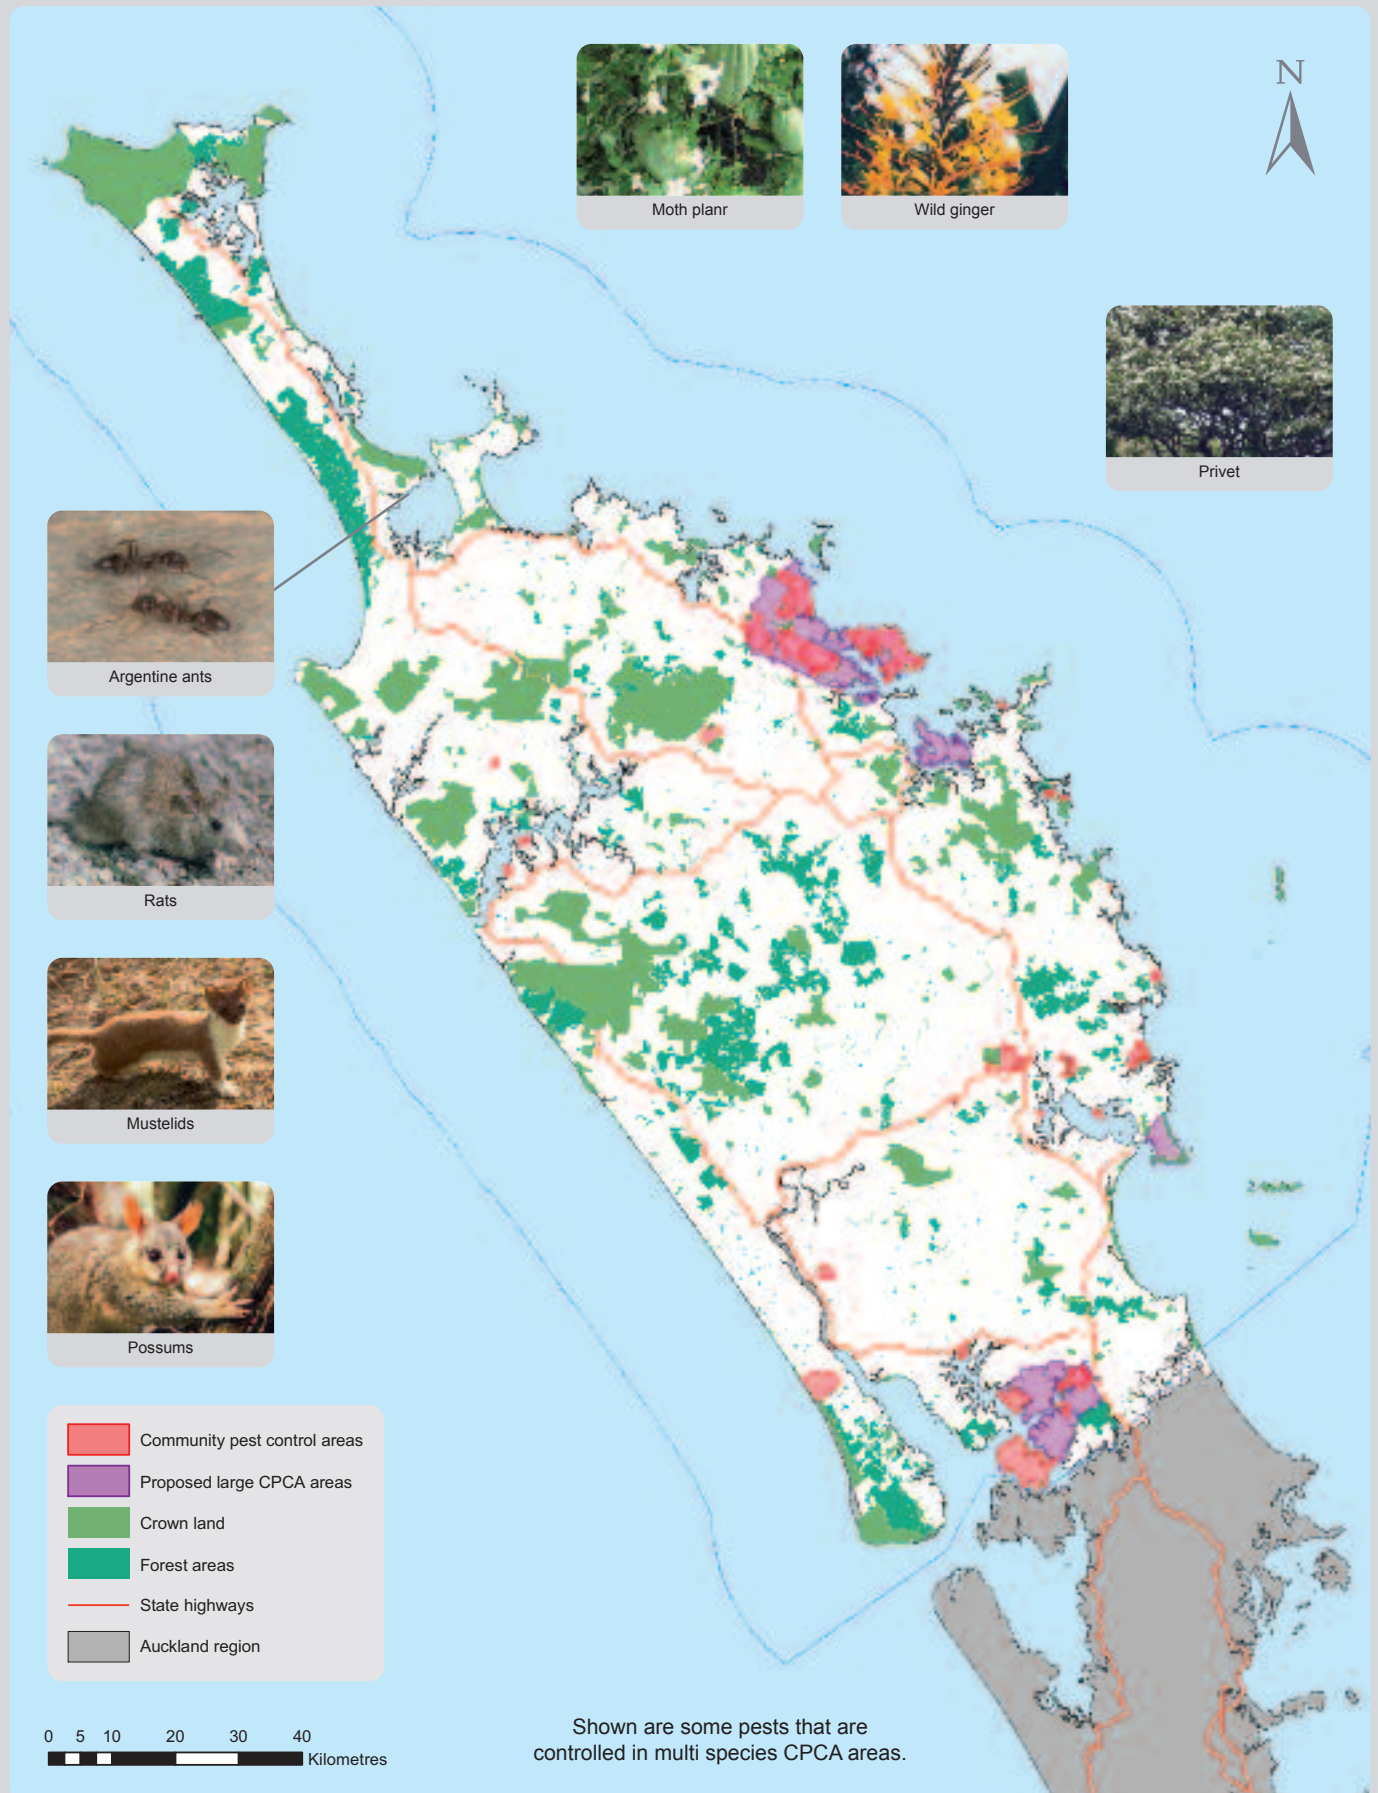 N
Moth planr
Wild ginger
Privet
Argentine ants
Rats
Mustelids
Possums
Community pest control areas
Proposed large CPCA areas
Crown land
Forest areas
State highways
Auckland region
0 5 10 20 30 40
Kilometres
Shown are some pests that are
controlled in multi species CPCA areas.